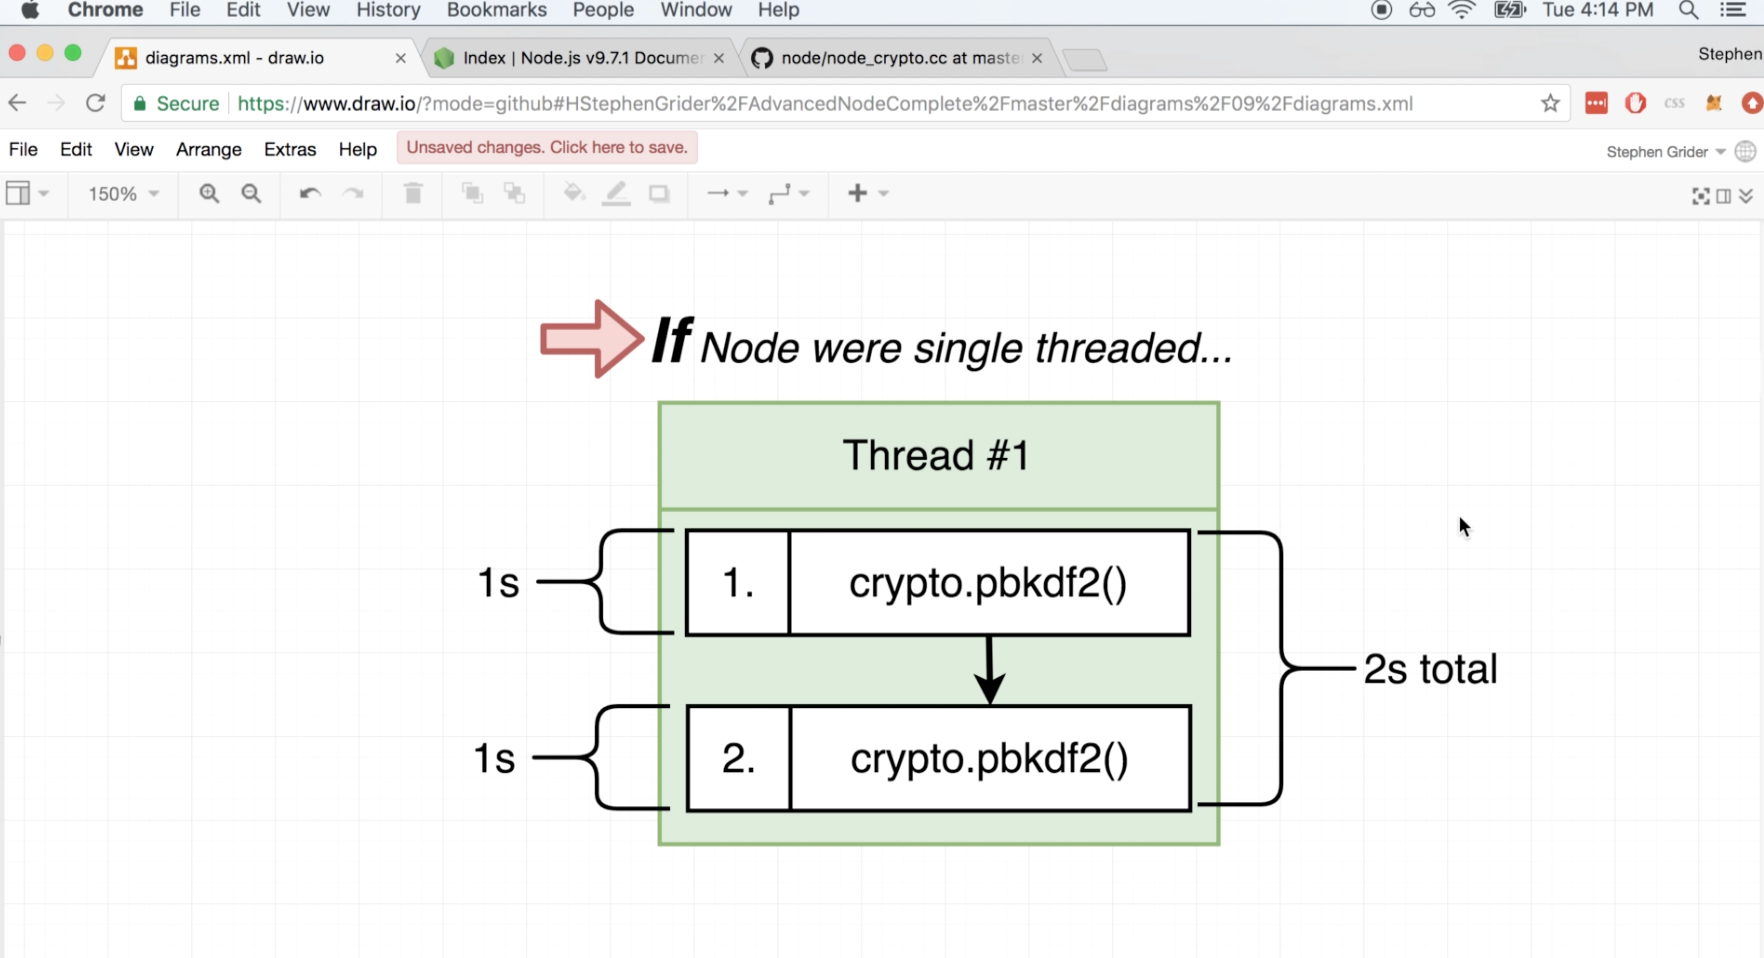 Chrome File Edit View History Bookmarks People Window Help Tue 4:14 PM
diagrams.xml - draw.io Index | Node.js v9.7.1 Documen node/node_crypto.cc at maste Stephen
Secure https://www.draw.io/?mode=github#HStephenGrider%2FAdvancedNodeComplete%2Fmaster%2Fdiagrams%2F09%2Fdiagrams.xml css
File Edit View Arrange Extras Help Unsaved changes. Click here to save. Stephen Grider
150%
If Node were single threaded...
Thread #1
1s 1. crypto.pbkdf2()
2s total
1s 2. crypto.pbkdf2()